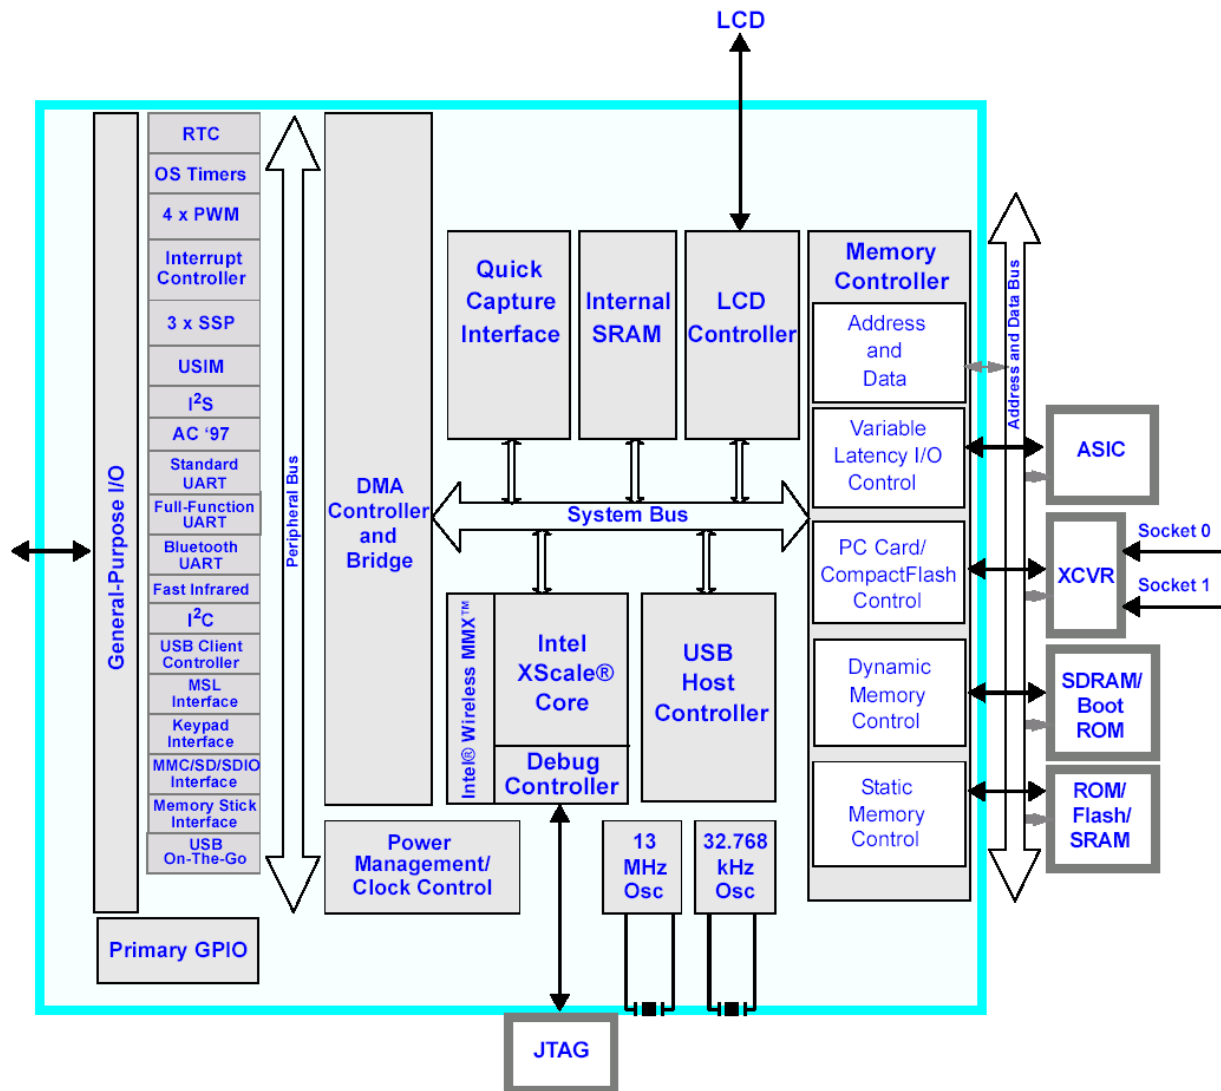 LCD
RTC
OS Timers
4 x PWM
Interrupt
Controller
3 x SSP
USIM
I²S
AC ‘97
Standard
UART
Full-Function
UART
Bluetooth
UART
Fast Infrared
I²C
USB Client
Controller
MSL
Interface
Keypad
Interface
MMC/SD/SDIO
Interface
Memory Stick
Interface
USB
On-The-Go
General-Purpose I/O
Primary GPIO
Peripheral Bus
DMA
Controller
and
Bridge
Power
Management/
Clock Control
Quick
Capture
Interface
Internal
SRAM
LCD
Controller
System Bus
Intel® Wireless MMX™
Intel
XScale®
Core
Debug
Controller
USB
Host
Controller
13
MHz
Osc
32.768
kHz
Osc
Memory
Controller
Address
and
Data
Variable
Latency I/O
Control
PC Card/
CompactFlash
Control
Dynamic
Memory
Control
Static
Memory
Control
Address and Data Bus
ASIC
XCVR
Socket 0
Socket 1
SDRAM/
Boot
ROM
ROM/
Flash/
SRAM
JTAG